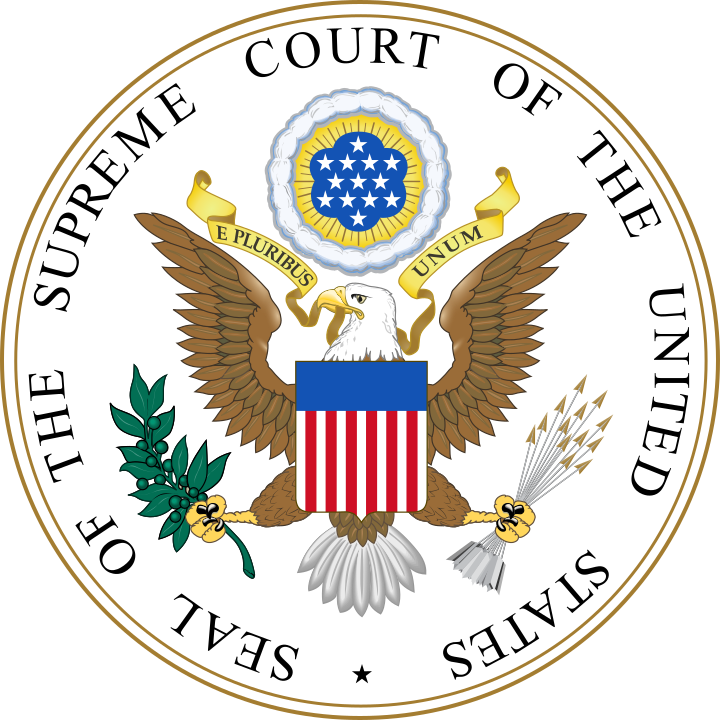 SEAL OF THE SUPREME COURT OF THE UNITED STATES
E PLURIBUS UNUM